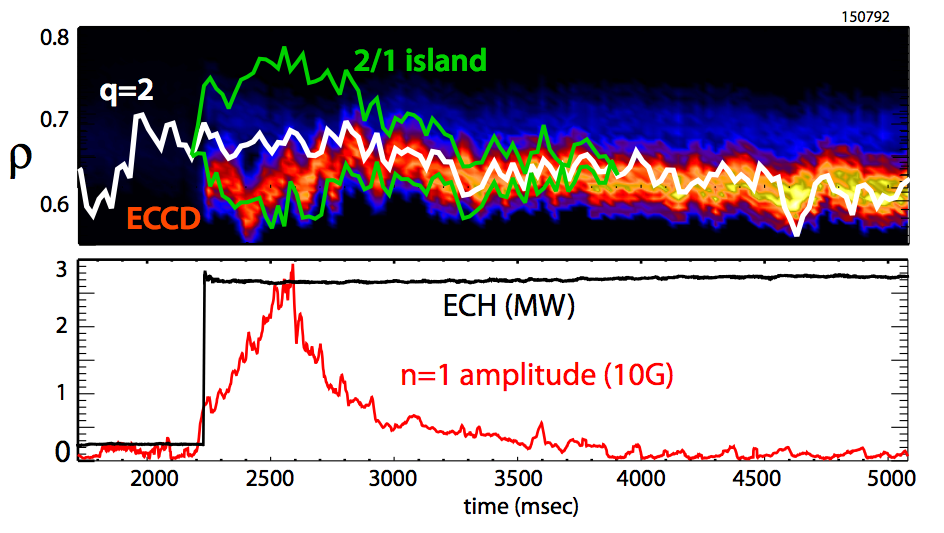 150792
0.8
2/1 island
q=2
0.7
ρ
0.6
ECCD
3
ECH (MW)
2
n=1 amplitude (10G)
1
0
2000 2500 3000 3500 4000 4500 5000
time (msec)